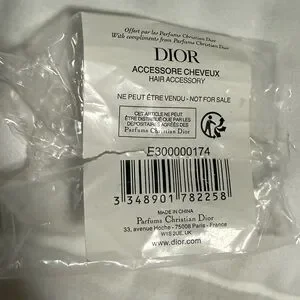 Offert par les Parfums Christian Dior
With compliments from Parfums Christian Dior
DIOR
ACCESSOIRE CHEVEUX
HAIR ACCESSORY
NE PEUT ÊTRE VENDU - NOT FOR SALE
CET ARTICLE NE PEUT
ÊTRE DISTRIBUÉ QUE PAR LES
DÉPOSITAIRES AGRÉÉS DES
Parfums Christian Dior
E300000174
3 348901 782258
MADE IN CHINA
Parfums Christian Dior
33, avenue Hoche - 75008 Paris - France
W1S 2UE, UK
www.dior.com